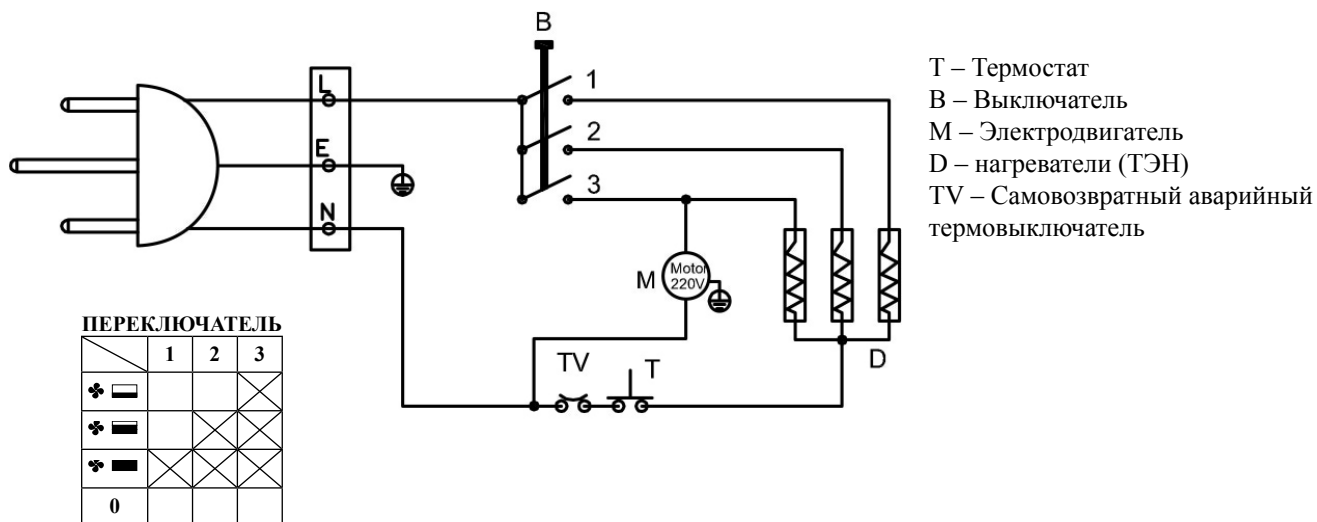 B
L
E
N
1
2
3
M
Motor
220V
TV
T
D
T – Термостат
B – Выключатель
M – Электродвигатель
D – нагреватели (ТЭН)
TV – Самовозвратный аварийный
термовыключатель
ПЕРЕКЛЮЧАТЕЛЬ
1 2 3
0